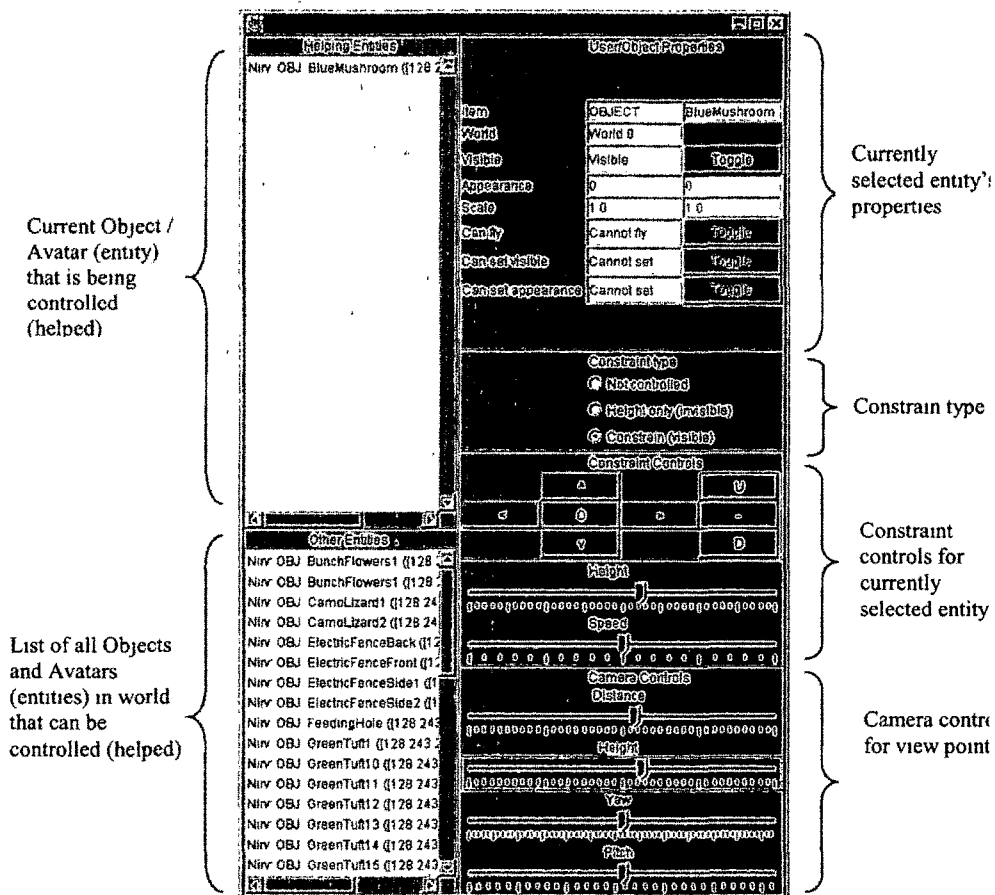 Helping Entities
Nirv OBJ BlueMushroom ([128 2
User/Object Properties
Item OBJECT BlueMushroom
World World 0
Visible Visible Toggle
Appearance 0 0
Scale 1 0 1 0
Can fly Cannot fly Toggle
Can set visible Cannot set Toggle
Can set appearance Cannot set Toggle
Constraint type
Not controlled
Height only (invisible)
Constrain (visible)
Constraint Controls
U
D
Height
Speed
Camera Controls
Distance
Height
Yaw
Pitch
Other Entities
Nirv OBJ BunchFlowers1 ([128
Nirv OBJ BunchFlowers1 ([128
Nirv OBJ CamoLizard1 ([128 243
Nirv OBJ CamoLizard2 ([128 24
Nirv OBJ ElectricFenceBack ([12
Nirv OBJ ElectricFenceFront ([12
Nirv OBJ ElectricFenceSide1 ([1
Nirv OBJ ElectricFenceSide2 ([1
Nirv OBJ FeedingHole ([128 243
Nirv OBJ GreenTuft1 ([128 243 2
Nirv OBJ GreenTuft10 ([128 243
Nirv OBJ GreenTuft11 ([128 243
Nirv OBJ GreenTuft12 ([128 243
Nirv OBJ GreenTuft13 ([128 243
Nirv OBJ GreenTuft14 ([128 243
Nirv OBJ GreenTuft15 ([128 243
Current Object /
Avatar (entity)
that is being
controlled
(helped)
List of all Objects
and Avatars
(entities) in world
that can be
controlled (helped)
Currently
selected entity's
properties
Constrain type
Constraint
controls for
currently
selected entity
Camera contro
for view point